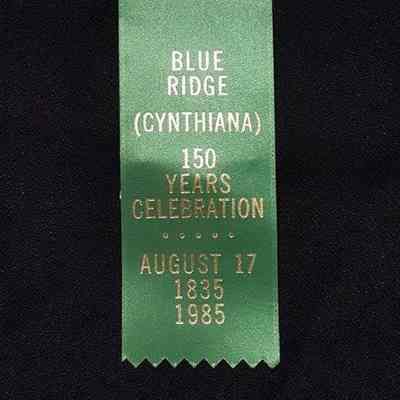 BLUE
RIDGE
(CYNTHIANA)
150
YEARS
CELEBRATION
• • • • •
AUGUST 17
1835
1985